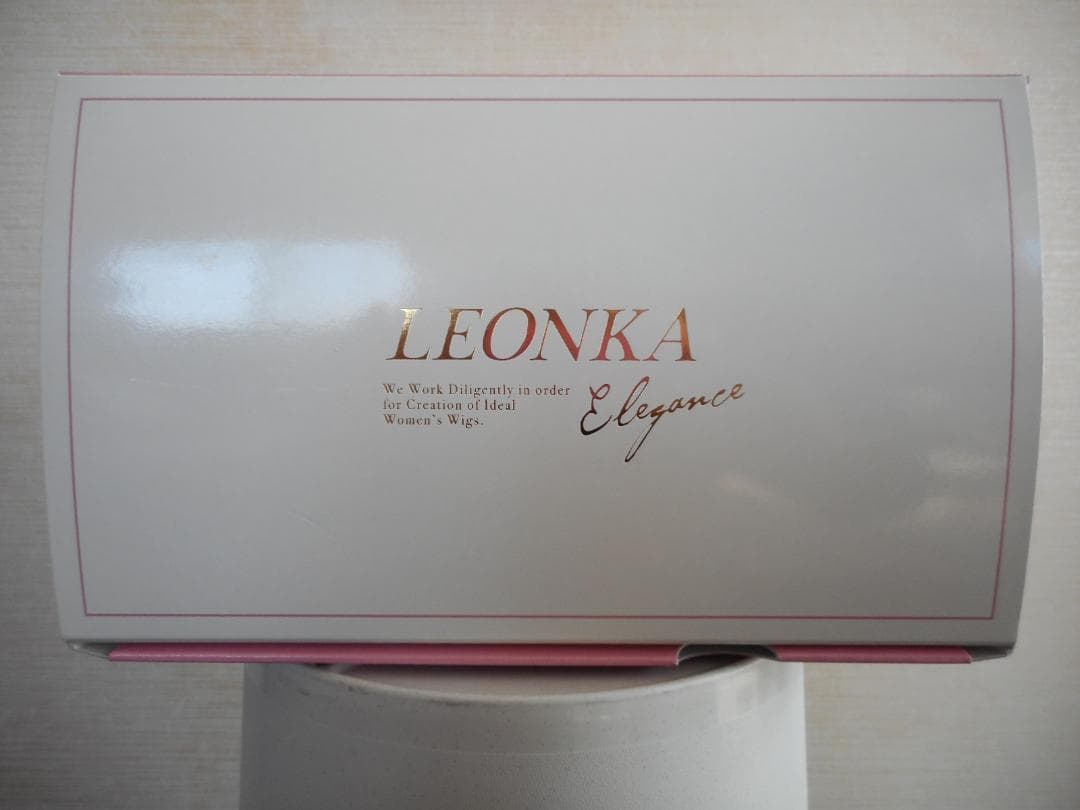 LEONKA
We Work Diligently in order
for Creation of Ideal
Women's Wigs.
Elegance